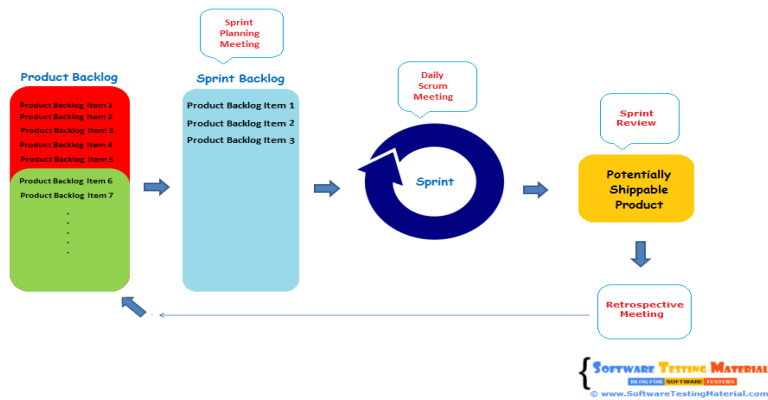 Sprint
Planning
Meeting
Product Backlog
Product Backlog Item 1
Product Backlog Item 2
Product Backlog Item 3
Product Backlog Item 4
Product Backlog Item 5
Product Backlog Item 6
Product Backlog Item 7
Sprint Backlog
Product Backlog Item 1
Product Backlog Item 2
Product Backlog Item 3
Daily
Scrum
Meeting
Sprint
Sprint
Review
Potentially
Shippable
Product
Retrospective
Meeting
SOFTWARE TESTING MATERIAL
BLOG FOR SOFTWARE TESTERS
© www.SoftwareTestingMaterial.com